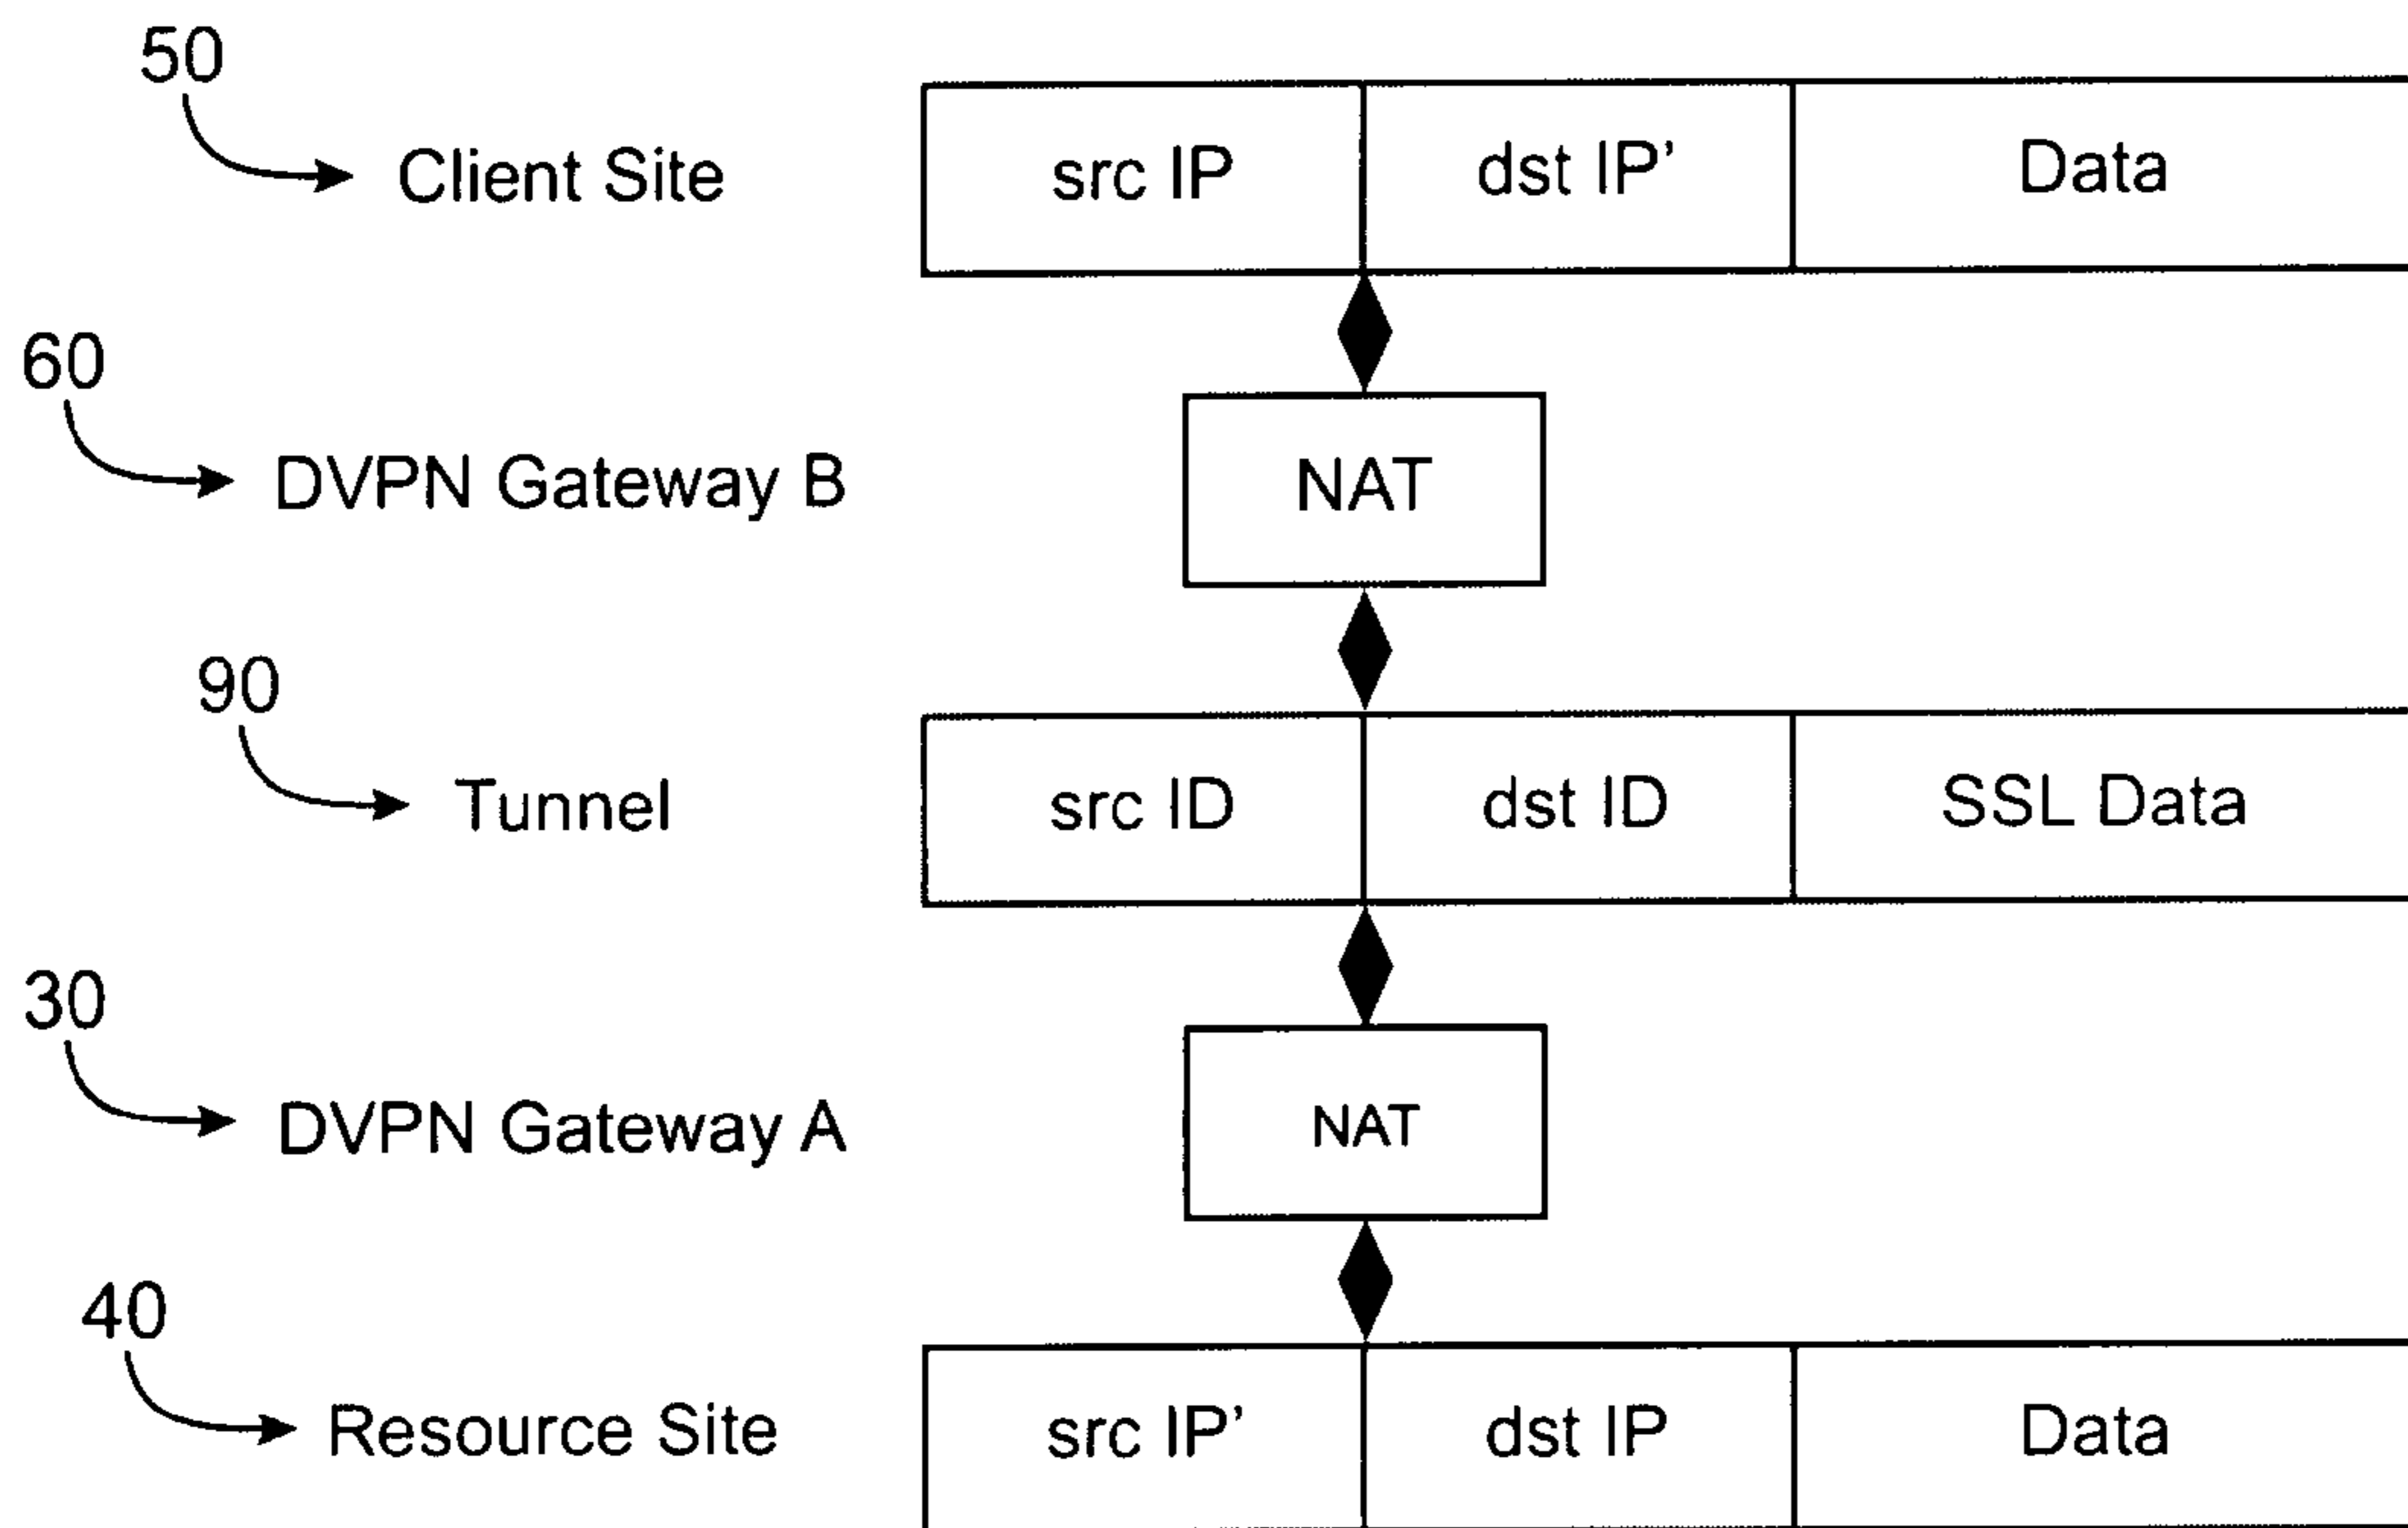 50
Client Site
src IP
dst IP’
Data
60
DVPN Gateway B
NAT
90
Tunnel
src ID
dst ID
SSL Data
30
DVPN Gateway A
NAT
40
Resource Site
src IP’
dst IP
Data